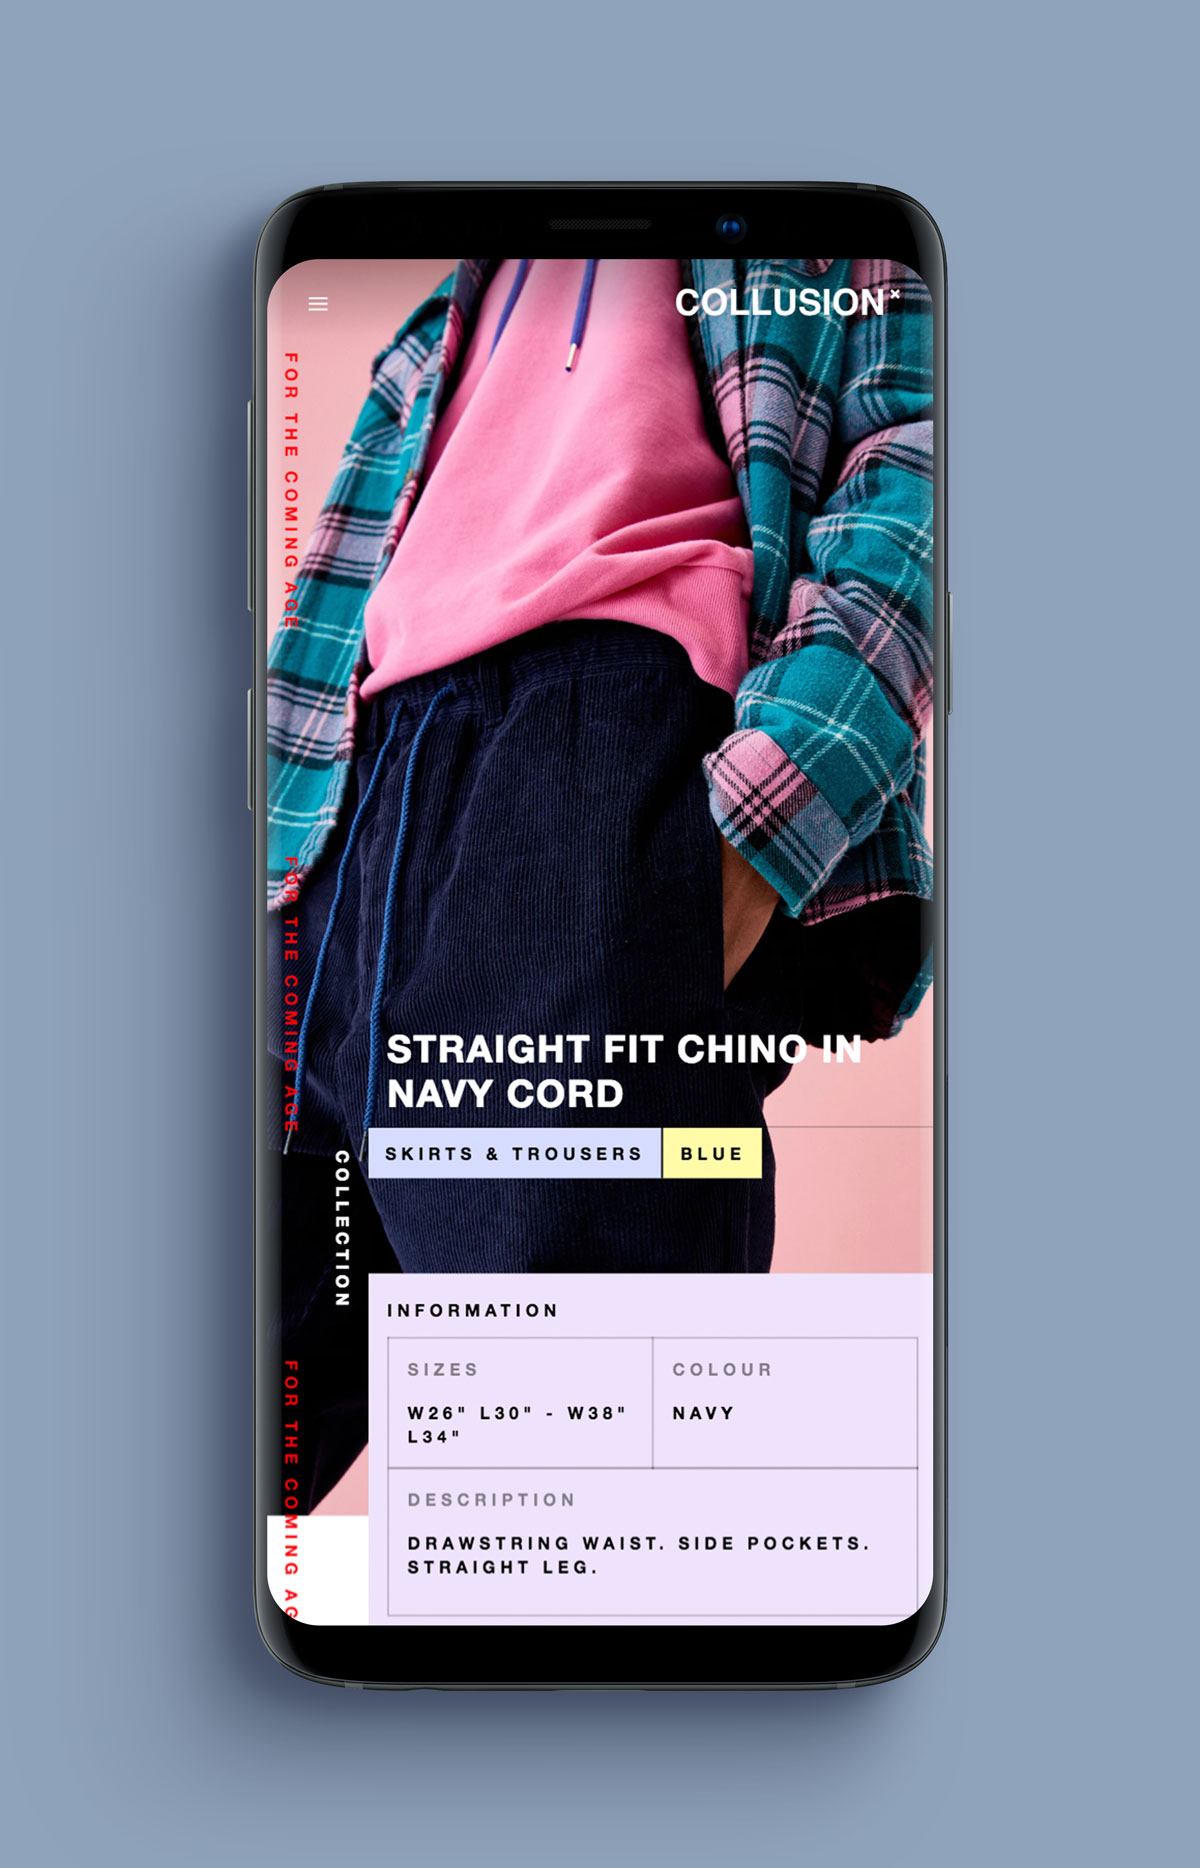 COLLUSION×
FOR THE COMING AGE
FOR THE COMING AGE
STRAIGHT FIT CHINO IN
NAVY CORD
SKIRTS & TROUSERS
BLUE
COLLECTION
INFORMATION
SIZES
COLOUR
W26" L30" - W38"
L34"
NAVY
FOR THE COMING AG
DESCRIPTION
DRAWSTRING WAIST. SIDE POCKETS.
STRAIGHT LEG.